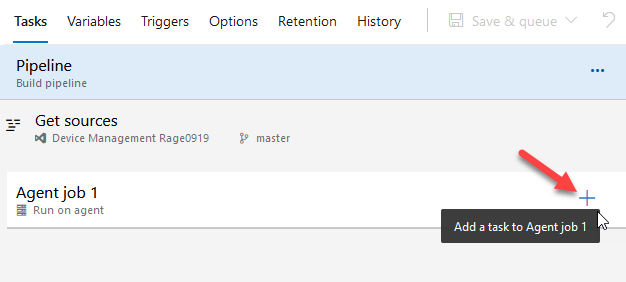 Tasks Variables Triggers Options Retention History Save & queue
Pipeline
Build pipeline
Get sources
Device Management Rage0919 master
Agent job 1
Run on agent
Add a task to Agent job 1